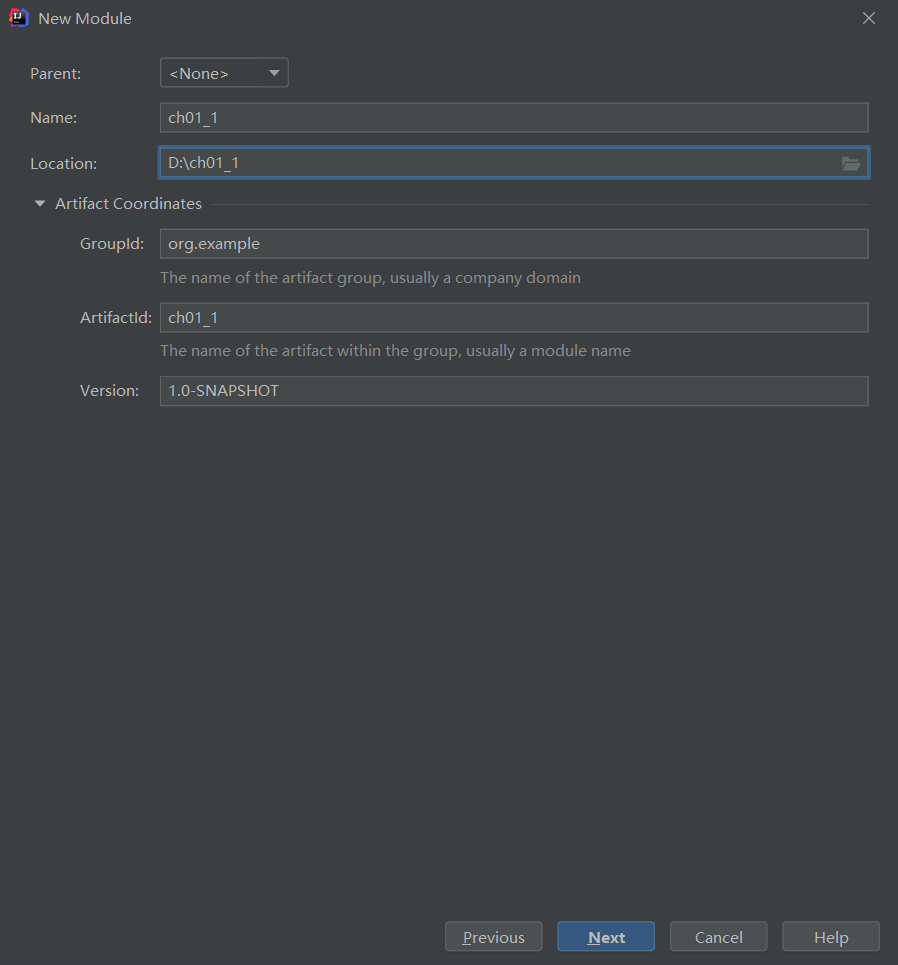 New Module
Parent: <None>
Name: ch01_1
Location: D:\ch01_1
Artifact Coordinates
GroupId: org.example
The name of the artifact group, usually a company domain
ArtifactId: ch01_1
The name of the artifact within the group, usually a module name
Version: 1.0-SNAPSHOT
Previous Next Cancel Help